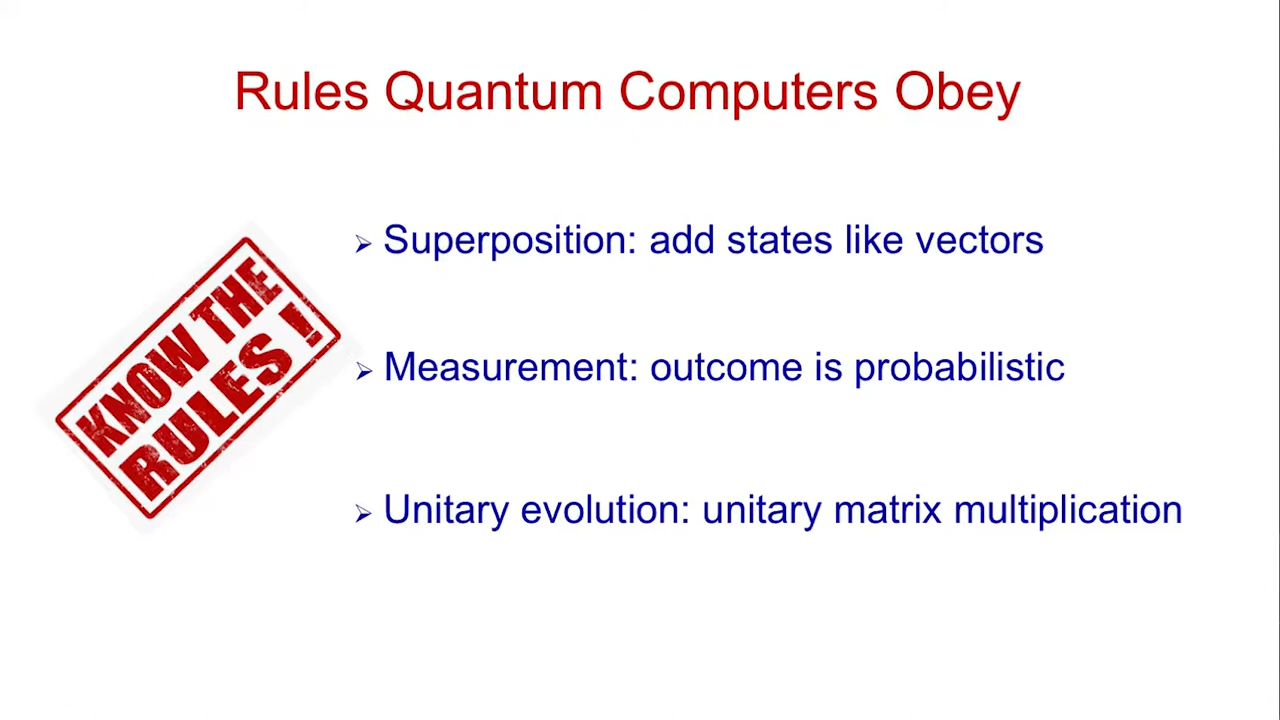 Rules Quantum Computers Obey
Superposition: add states like vectors
KNOW THE
RULES !
Measurement: outcome is probabilistic
Unitary evolution: unitary matrix multiplication